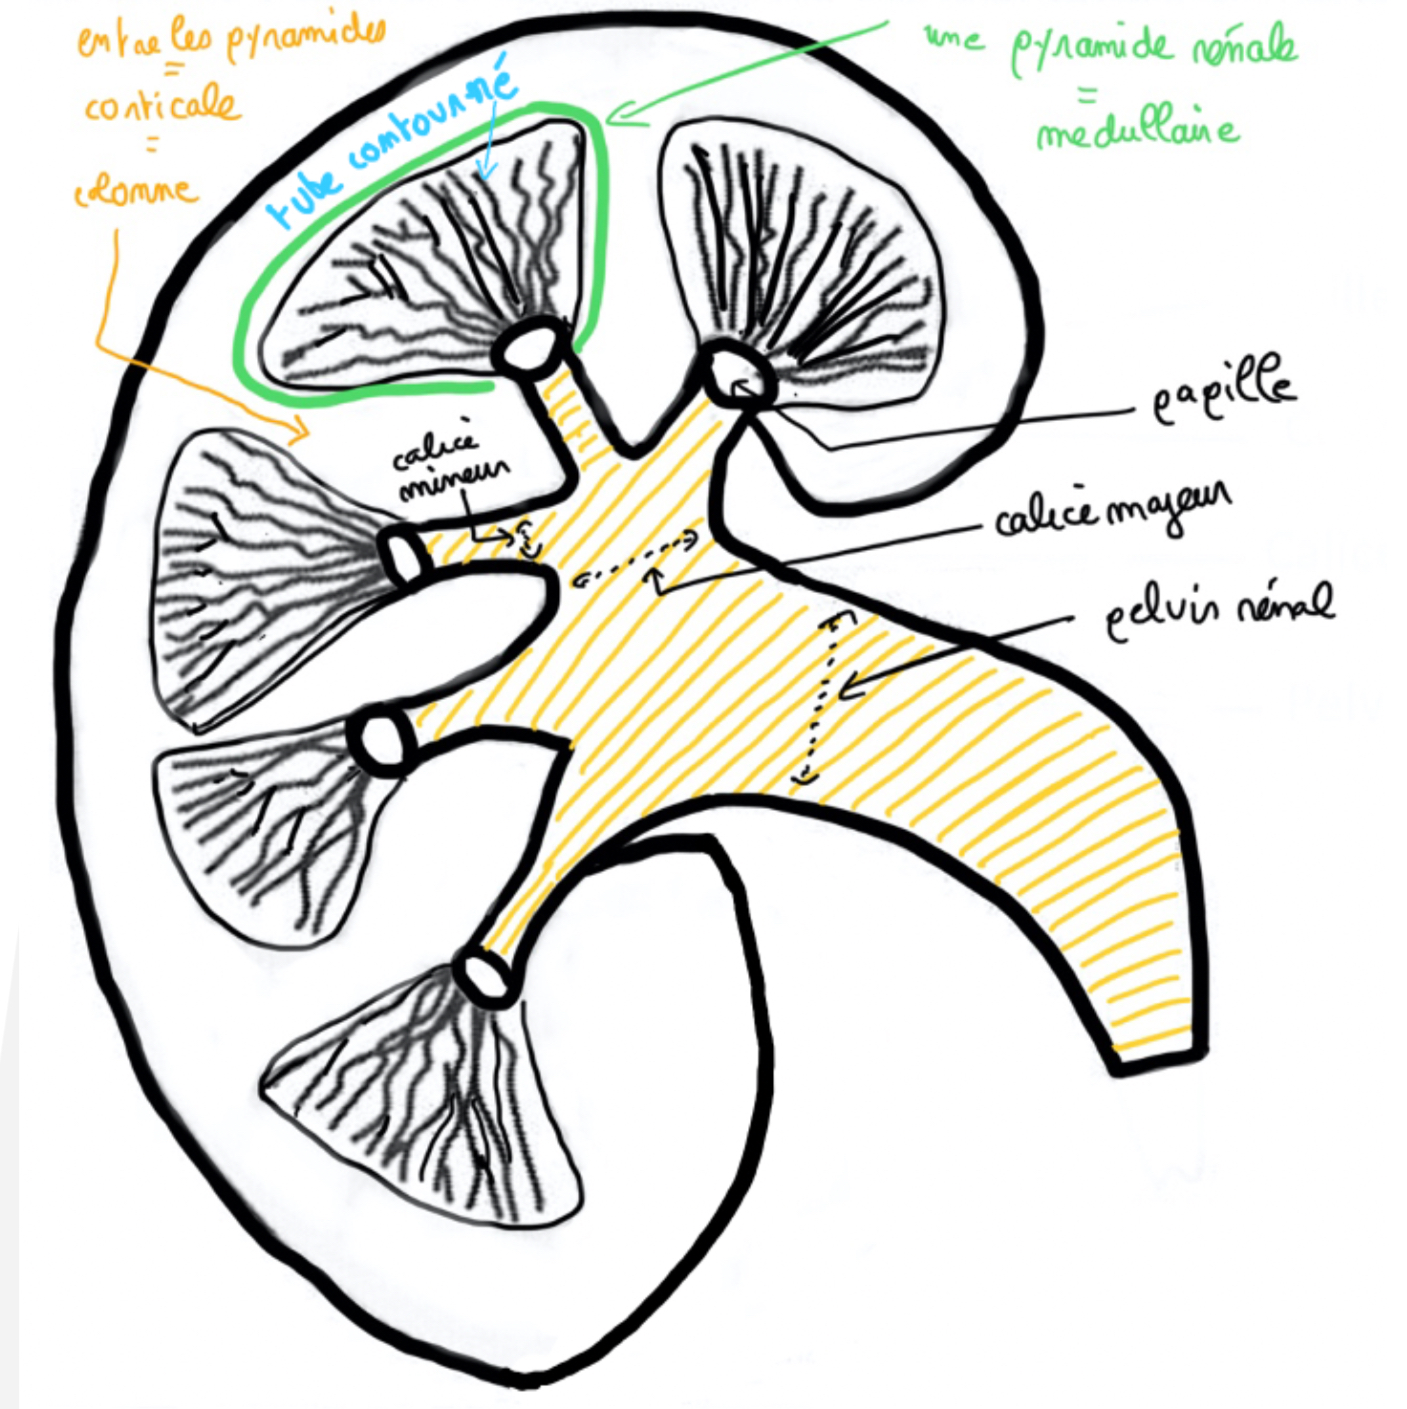 entre les pyramides
=
corticale
=
colonne
tube contourné
une pyramide rénale
=
medullaire
calice
mineur
papille
calice majeur
pelvis rénal